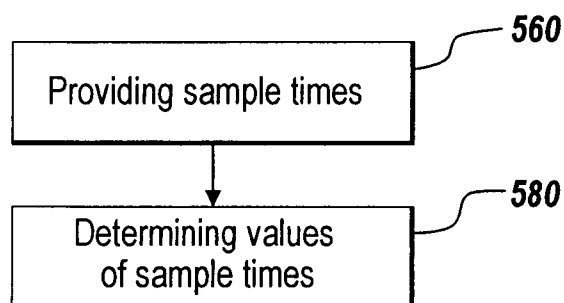 560
Providing sample times
580
Determining values
of sample times